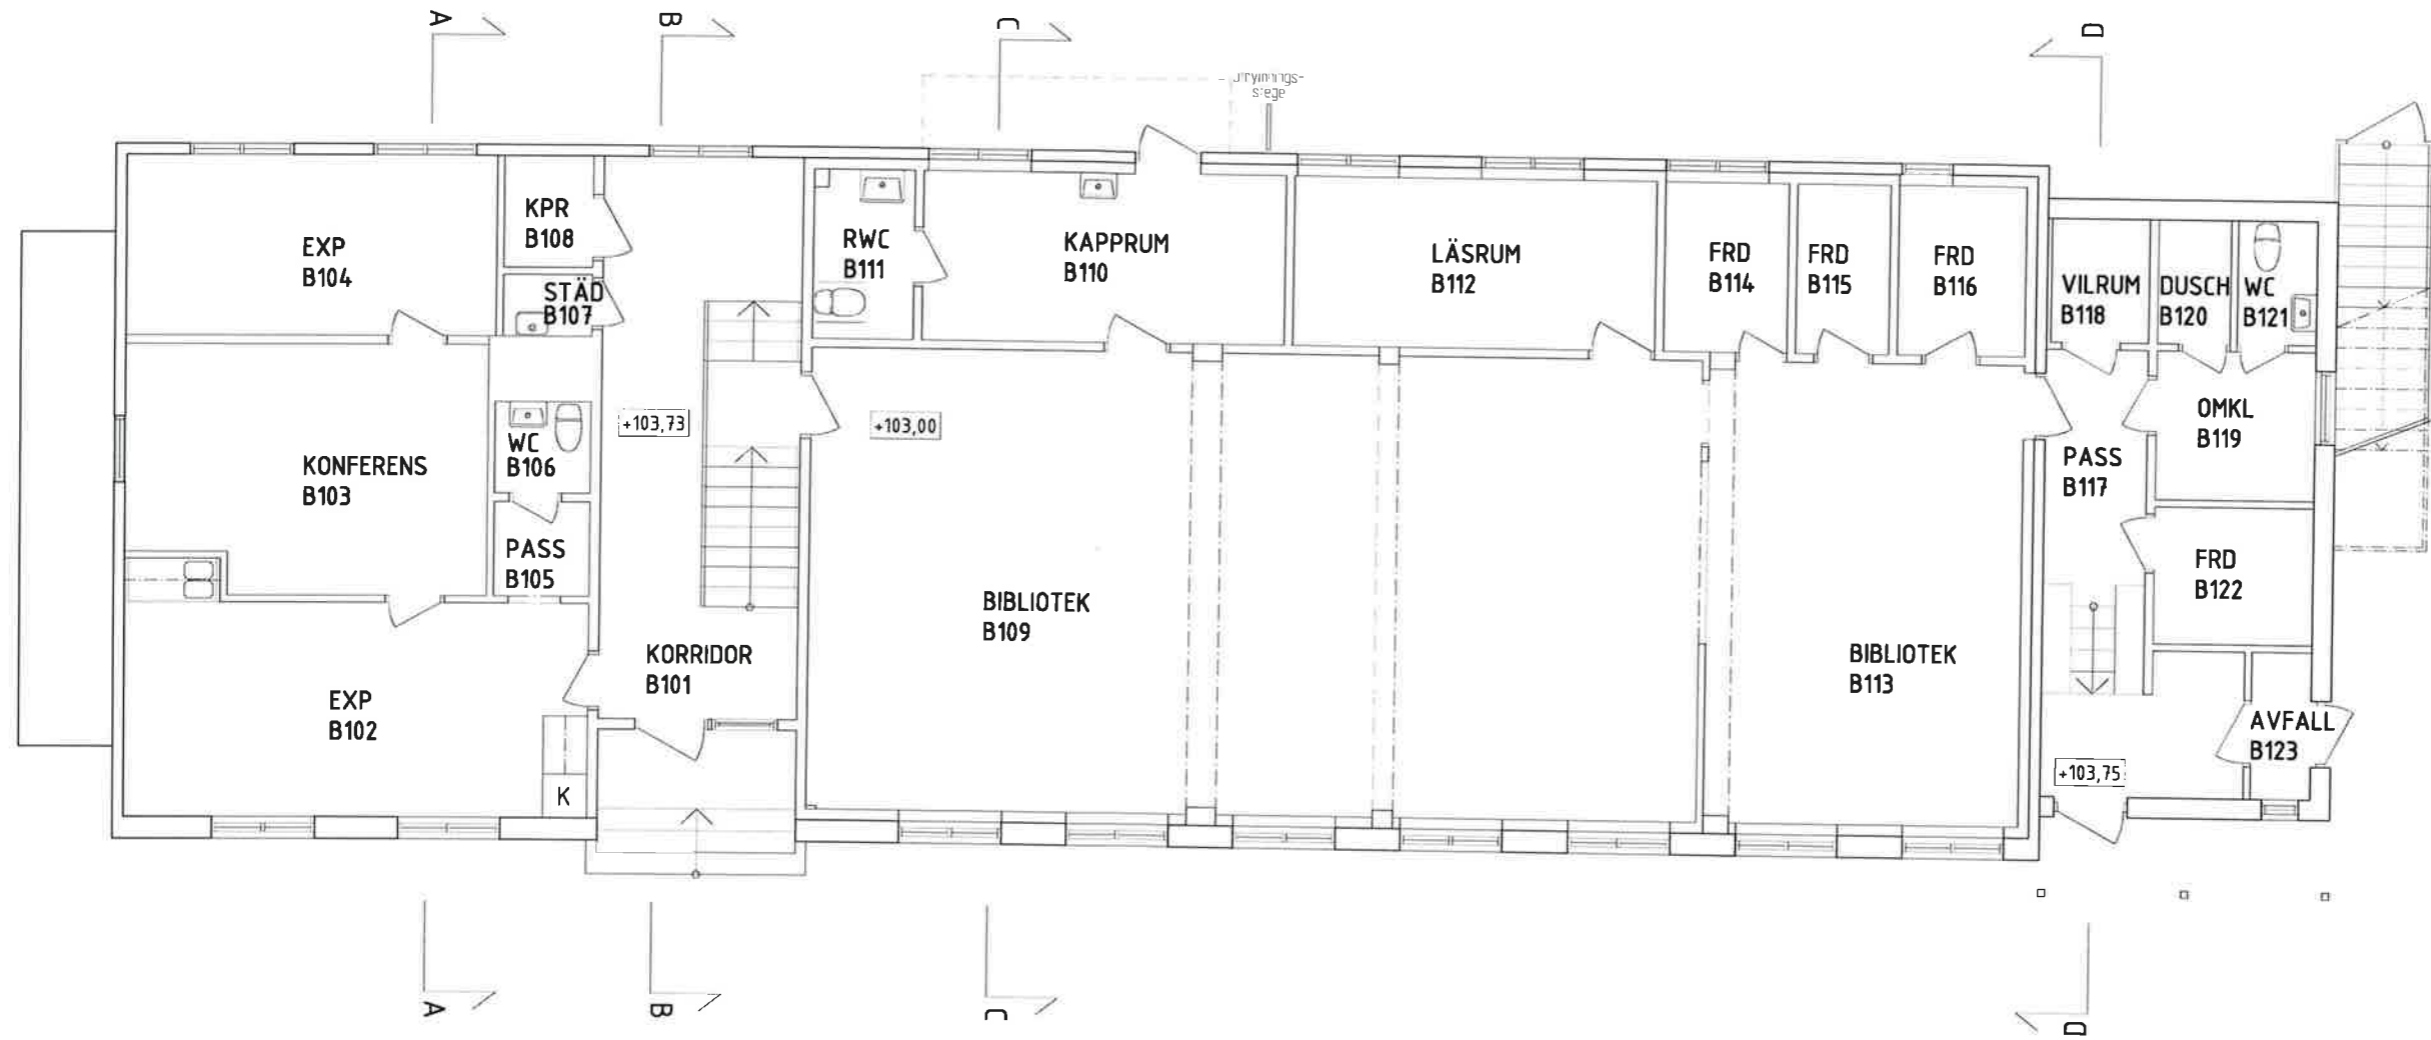 A
B
C
D
EXP
B104
KPR
B108
STÄD
B107
RWC
B111
KAPPRUM
B110
LÄSRUM
B112
FRD
B114
FRD
B115
FRD
B116
VILRUM
B118
DUSCH
B120
WC
B121
KONFERENS
B103
WC
B106
+103,73
+103,00
OMKL
B119
PASS
B117
PASS
B105
FRD
B122
BIBLIOTEK
B109
KORRIDOR
B101
BIBLIOTEK
B113
EXP
B102
AVFALL
B123
K
+103,75
A
B
C
D